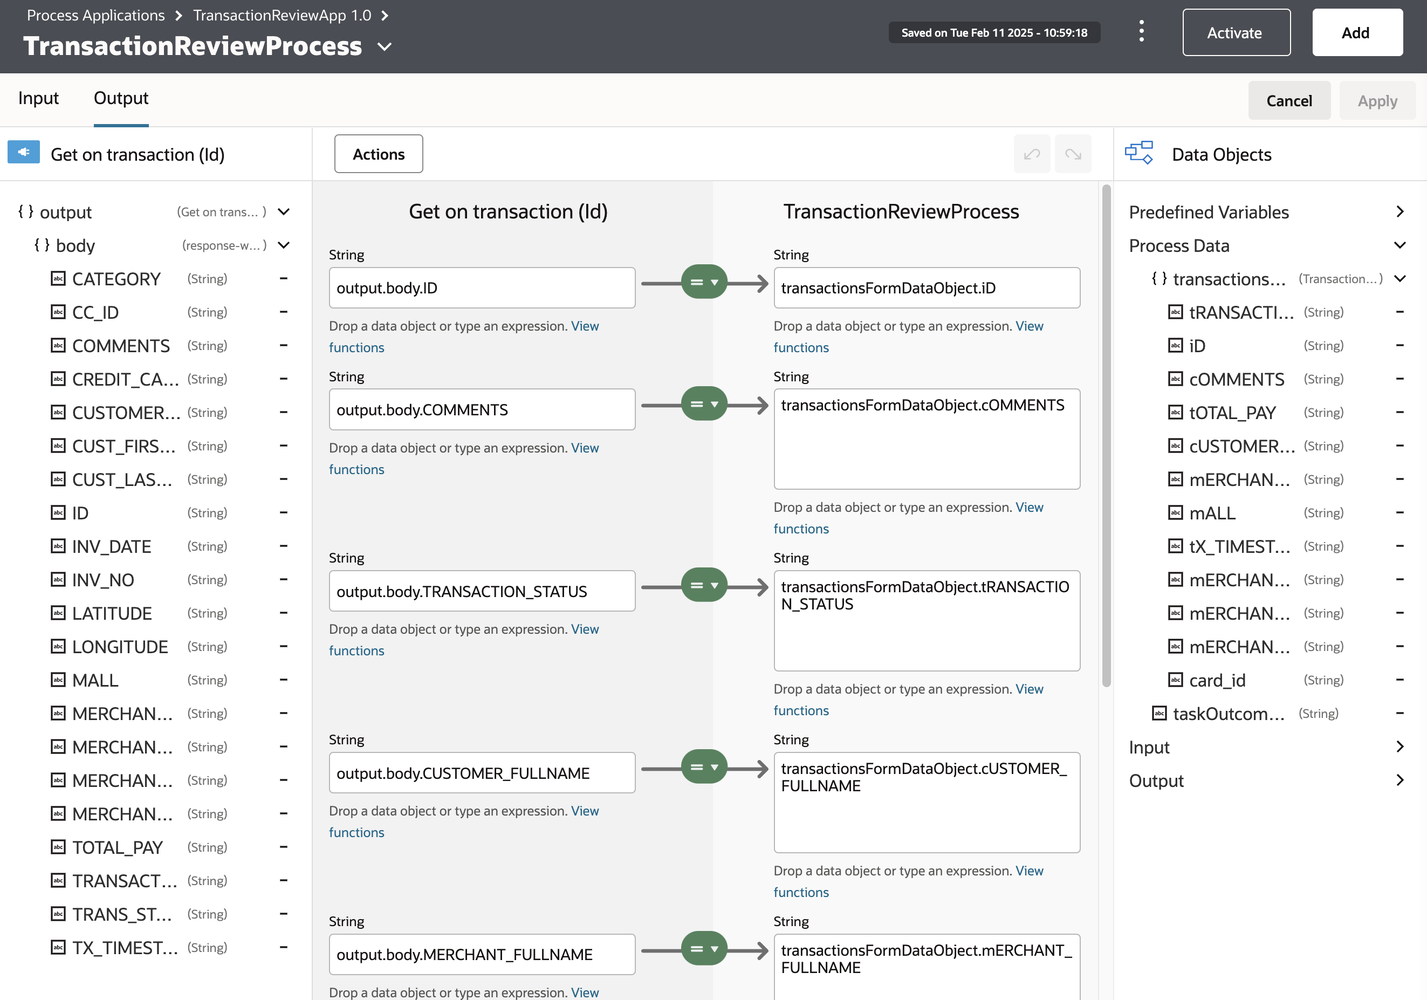 Process Applications > TransactionReviewApp 1.0 >
TransactionReviewProcess
Saved on Tue Feb 11 2025 - 10:59:18
Activate
Add
Input
Output
Cancel
Apply
Get on transaction (Id)
{ } output (Get on trans... )
{ } body (response-w... )
CATEGORY (String)
CC_ID (String)
COMMENTS (String)
CREDIT_CA... (String)
CUSTOMER... (String)
CUST_FIRS... (String)
CUST_LAS... (String)
ID (String)
INV_DATE (String)
INV_NO (String)
LATITUDE (String)
LONGITUDE (String)
MALL (String)
MERCHAN... (String)
MERCHAN... (String)
MERCHAN... (String)
MERCHAN... (String)
TOTAL_PAY (String)
TRANSACT... (String)
TRANS_ST... (String)
TX_TIMEST... (String)
Actions
Get on transaction (Id)
TransactionReviewProcess
String
output.body.ID
Drop a data object or type an expression. View
functions
String
transactionsFormDataObject.iD
Drop a data object or type an expression. View
functions
String
output.body.COMMENTS
Drop a data object or type an expression. View
functions
String
transactionsFormDataObject.cOMMENTS
Drop a data object or type an expression. View
functions
String
output.body.TRANSACTION_STATUS
Drop a data object or type an expression. View
functions
String
transactionsFormDataObject.tRANSACTIO
N_STATUS
Drop a data object or type an expression. View
functions
String
output.body.CUSTOMER_FULLNAME
Drop a data object or type an expression. View
functions
String
transactionsFormDataObject.cUSTOMER_
FULLNAME
Drop a data object or type an expression. View
functions
String
output.body.MERCHANT_FULLNAME
Drop a data object or type an expression. View
String
transactionsFormDataObject.mERCHANT_
FULLNAME
Data Objects
Predefined Variables
Process Data
{ } transactions... (Transaction... )
tRANSACTI... (String)
iD (String)
cOMMENTS (String)
tOTAL_PAY (String)
cUSTOMER... (String)
mERCHAN... (String)
mALL (String)
tX_TIMEST... (String)
mERCHAN... (String)
mERCHAN... (String)
mERCHAN... (String)
card_id (String)
taskOutcom... (String)
Input
Output